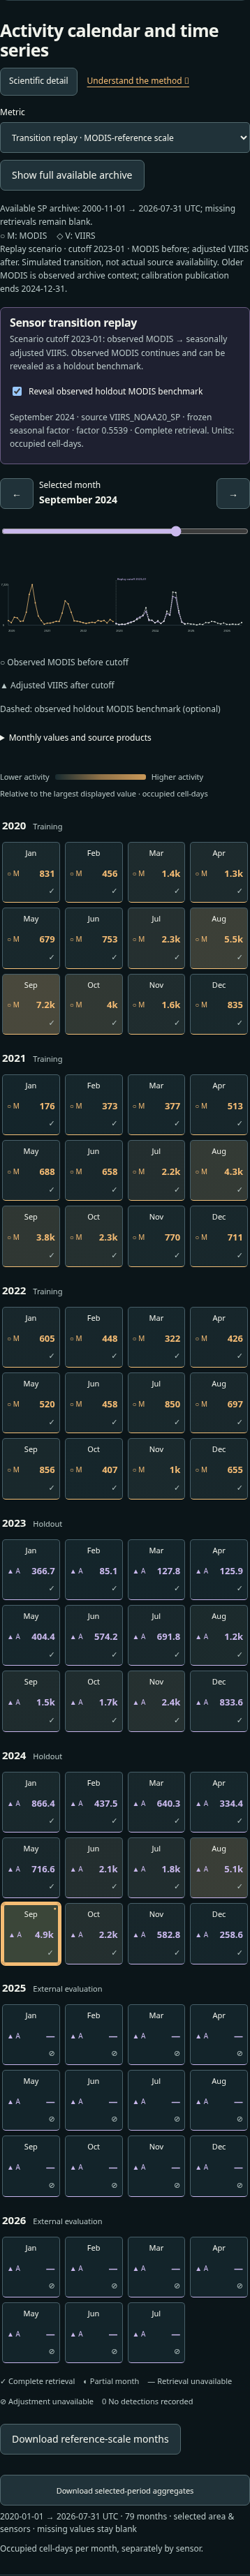 Activity calendar and time
series
Scientific detail
Understand the method
Metric
Transition replay · MODIS-reference scale
Show full available archive
Available SP archive: 2000-11-01 → 2026-07-31 UTC; missing
retrievals remain blank.
○ M: MODIS ◇ V: VIIRS
Replay scenario · cutoff 2023-01 · MODIS before; adjusted VIIRS
after. Simulated transition, not actual source availability. Older
MODIS is observed archive context; calibration publication
ends 2024-12-31.
Sensor transition replay
Scenario cutoff 2023-01: observed MODIS → seasonally
adjusted VIIRS. Observed MODIS continues and can be
revealed as a holdout benchmark.
Reveal observed holdout MODIS benchmark
September 2024 · source VIIRS_NOAA20_SP · frozen
seasonal factor · factor 0.5539 · Complete retrieval. Units:
occupied cell-days.
←
Selected month
September 2024
→
○ Observed MODIS before cutoff
▲ Adjusted VIIRS after cutoff
Dashed: observed holdout MODIS benchmark (optional)
▶ Monthly values and source products
Lower activity Higher activity
Relative to the largest displayed value · occupied cell-days
2020 Training
Jan Feb Mar Apr
○ M 831 ○ M 456 ○ M 1.4k ○ M 1.3k
✓ ✓ ✓ ✓
May Jun Jul Aug
○ M 679 ○ M 753 ○ M 2.3k ○ M 5.5k
✓ ✓ ✓ ✓
Sep Oct Nov Dec
○ M 7.2k ○ M 4k ○ M 1.6k ○ M 835
✓ ✓ ✓ ✓
2021 Training
Jan Feb Mar Apr
○ M 176 ○ M 373 ○ M 377 ○ M 513
✓ ✓ ✓ ✓
May Jun Jul Aug
○ M 688 ○ M 658 ○ M 2.2k ○ M 4.3k
✓ ✓ ✓ ✓
Sep Oct Nov Dec
○ M 3.8k ○ M 2.3k ○ M 770 ○ M 711
✓ ✓ ✓ ✓
2022 Training
Jan Feb Mar Apr
○ M 605 ○ M 448 ○ M 322 ○ M 426
✓ ✓ ✓ ✓
May Jun Jul Aug
○ M 520 ○ M 458 ○ M 850 ○ M 697
✓ ✓ ✓ ✓
Sep Oct Nov Dec
○ M 856 ○ M 407 ○ M 1k ○ M 655
✓ ✓ ✓ ✓
2023 Holdout
Jan Feb Mar Apr
▲ A 366.7 ▲ A 85.1 ▲ A 127.8 ▲ A 125.9
✓ ✓ ✓ ✓
May Jun Jul Aug
▲ A 404.4 ▲ A 574.2 ▲ A 691.8 ▲ A 1.2k
✓ ✓ ✓ ✓
Sep Oct Nov Dec
▲ A 1.5k ▲ A 1.7k ▲ A 2.4k ▲ A 833.6
✓ ✓ ✓ ✓
2024 Holdout
Jan Feb Mar Apr
▲ A 866.4 ▲ A 437.5 ▲ A 640.3 ▲ A 334.4
✓ ✓ ✓ ✓
May Jun Jul Aug
▲ A 716.6 ▲ A 2.1k ▲ A 1.8k ▲ A 5.1k
✓ ✓ ✓ ✓
Sep Oct Nov Dec
▲ A 4.9k ▲ A 2.2k ▲ A 582.8 ▲ A 258.6
✓ ✓ ✓ ✓
2025 External evaluation
Jan Feb Mar Apr
▲ A — ▲ A — ▲ A — ▲ A —
⊘ ⊘ ⊘ ⊘
May Jun Jul Aug
▲ A — ▲ A — ▲ A — ▲ A —
⊘ ⊘ ⊘ ⊘
Sep Oct Nov Dec
▲ A — ▲ A — ▲ A — ▲ A —
⊘ ⊘ ⊘ ⊘
2026 External evaluation
Jan Feb Mar Apr
▲ A — ▲ A — ▲ A — ▲ A —
⊘ ⊘ ⊘ ⊘
May Jun Jul
▲ A — ▲ A — ▲ A —
⊘ ⊘ ⊘
✓ Complete retrieval ◖ Partial month — Retrieval unavailable
⊘ Adjustment unavailable 0 No detections recorded
Download reference-scale months
Download selected-period aggregates
2020-01-01 → 2026-07-31 UTC · 79 months · selected area &
sensors · missing values stay blank
Occupied cell-days per month, separately by sensor.